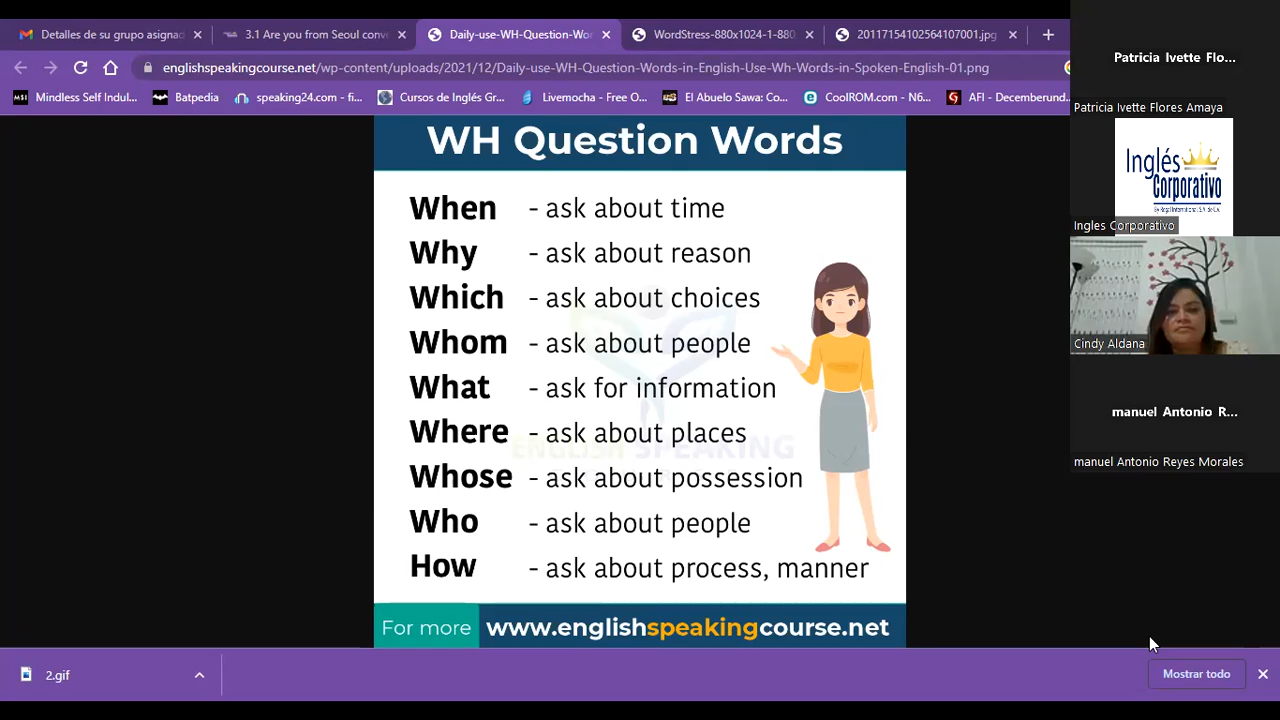 Detalles de su grupo asignad
3.1 Are you from Seoul conv
Daily-use-WH-Question-Wo
WordStress-880x1024-1-880
20117154102564107001.jpg
englishspeakingcourse.net/wp-content/uploads/2021/12/Daily-use-WH-Question-Words-in-English-Use-Wh-Words-in-Spoken-English-01.png
Mindless Self Indul...
Batpedia
speaking24.com - fi...
Cursos de Inglés Gr...
Livemocha - Free O...
El Abuelo Sawa: Co...
CoolROM.com - N6...
AFI - Decemberund...
WH Question Words
When - ask about time
Why - ask about reason
Which - ask about choices
Whom - ask about people
What - ask for information
Where - ask about places
Whose - ask about possession
Who - ask about people
How - ask about process, manner
ENGLISH SPEAKING
For more www.englishspeakingcourse.net
2.gif
Mostrar todo
Patricia Ivette Flo...
Patricia Ivette Flores Amaya
Inglés
Corporativo
By Regal International, S.A. de C.V.
Ingles Corporativo
Cindy Aldana
manuel Antonio R...
manuel Antonio Reyes Morales